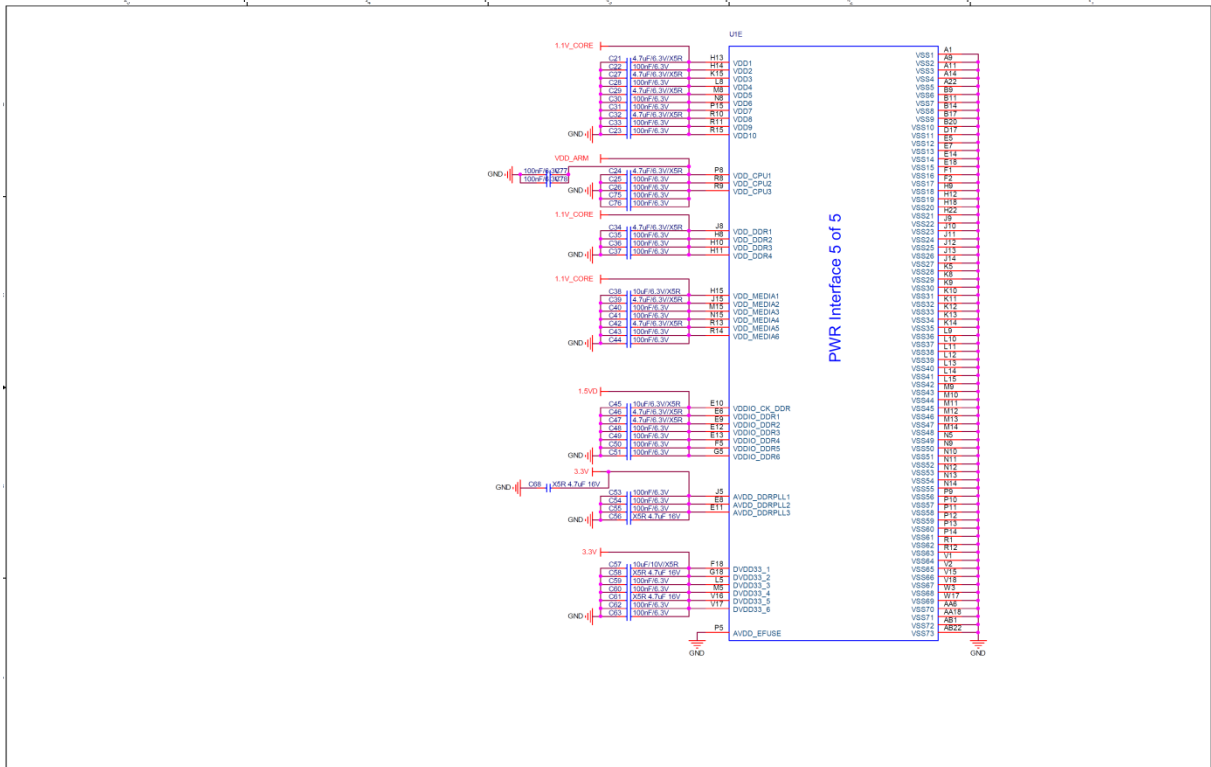 U1E
1.1V_CORE
C21 4.7uF/6.3V/X5R H13 VDD1
C22 100nF/6.3V H14 VDD2
C27 4.7uF/6.3V/X5R K15 VDD3
C28 100nF/6.3V L8 VDD4
C29 4.7uF/6.3V/X5R M8 VDD5
C30 100nF/6.3V N8 VDD6
C31 100nF/6.3V P15 VDD7
C32 4.7uF/6.3V/X5R R10 VDD8
C33 100nF/6.3V R11 VDD9
C23 100nF/6.3V R15 VDD10
GND
VDD_ARM
GND
C24 4.7uF/6.3V/X5R P8 VDD_CPU1
C25 100nF/6.3V R8 VDD_CPU2
C26 100nF/6.3V R9 VDD_CPU3
GND
C75 100nF/6.3V
C76 100nF/6.3V
1.1V_CORE
C34 4.7uF/6.3V/X5R J8 VDD_DDR1
C35 100nF/6.3V H8 VDD_DDR2
C36 100nF/6.3V H10 VDD_DDR3
C37 100nF/6.3V H11 VDD_DDR4
GND
1.1V_CORE
C38 10uF/6.3V/X5R H15 VDD_MEDIA1
C39 4.7uF/6.3V/X5R J15 VDD_MEDIA2
C40 100nF/6.3V M15 VDD_MEDIA3
C41 100nF/6.3V N15 VDD_MEDIA4
C42 4.7uF/6.3V/X5R R13 VDD_MEDIA5
C43 100nF/6.3V R14 VDD_MEDIA6
C44 100nF/6.3V
GND
1.5VD
C45 10uF/6.3V/X5R E10 VDDIO_CK_DDR
C46 4.7uF/6.3V/X5R E6 VDDIO_DDR1
C47 4.7uF/6.3V/X5R E9 VDDIO_DDR2
C48 100nF/6.3V E12 VDDIO_DDR3
C49 100nF/6.3V E13 VDDIO_DDR4
C50 100nF/6.3V F5 VDDIO_DDR5
C51 100nF/6.3V G5 VDDIO_DDR6
GND
3.3V
GND C68 X5R 4.7uF 16V
C53 100nF/6.3V J5 AVDD_DDRPLL1
C54 100nF/6.3V E8 AVDD_DDRPLL2
C55 100nF/6.3V E11 AVDD_DDRPLL3
C56 X5R 4.7uF 16V
GND
3.3V
C57 10uF/10V/X5R F18 DVDD33_1
C58 X5R 4.7uF 16V G18 DVDD33_2
C59 100nF/6.3V L5 DVDD33_3
C60 100nF/6.3V M5 DVDD33_4
C61 X5R 4.7uF 16V V16 DVDD33_5
C62 100nF/6.3V V17 DVDD33_6
C63 100nF/6.3V
GND
P5 AVDD_EFUSE
GND
PWR Interface 5 of 5
VSS1 A1
VSS2 A9
VSS3 A11
VSS4 A14
VSS5 A22
VSS6 B9
VSS7 B11
VSS8 B14
VSS9 B17
VSS10 B20
VSS11 D17
VSS12 E5
VSS13 E7
VSS14 E14
VSS15 E18
VSS16 F1
VSS17 F2
VSS18 H9
VSS19 H12
VSS20 H18
VSS21 H22
VSS22 J9
VSS23 J10
VSS24 J11
VSS25 J12
VSS26 J13
VSS27 J14
VSS28 K5
VSS29 K8
VSS30 K9
VSS31 K10
VSS32 K11
VSS33 K12
VSS34 K13
VSS35 K14
VSS36 L9
VSS37 L10
VSS38 L11
VSS39 L12
VSS40 L13
VSS41 L14
VSS42 L15
VSS43 M9
VSS44 M10
VSS45 M11
VSS46 M12
VSS47 M13
VSS48 M14
VSS49 N5
VSS50 N9
VSS51 N10
VSS52 N11
VSS53 N12
VSS54 N13
VSS55 N14
VSS56 P9
VSS57 P10
VSS58 P11
VSS59 P12
VSS60 P13
VSS61 P14
VSS62 R1
VSS63 R12
VSS64 V1
VSS65 V2
VSS66 V15
VSS67 V18
VSS68 W3
VSS69 W17
VSS70 AA6
VSS71 AA18
VSS72 AB1
VSS73 AB22
GND